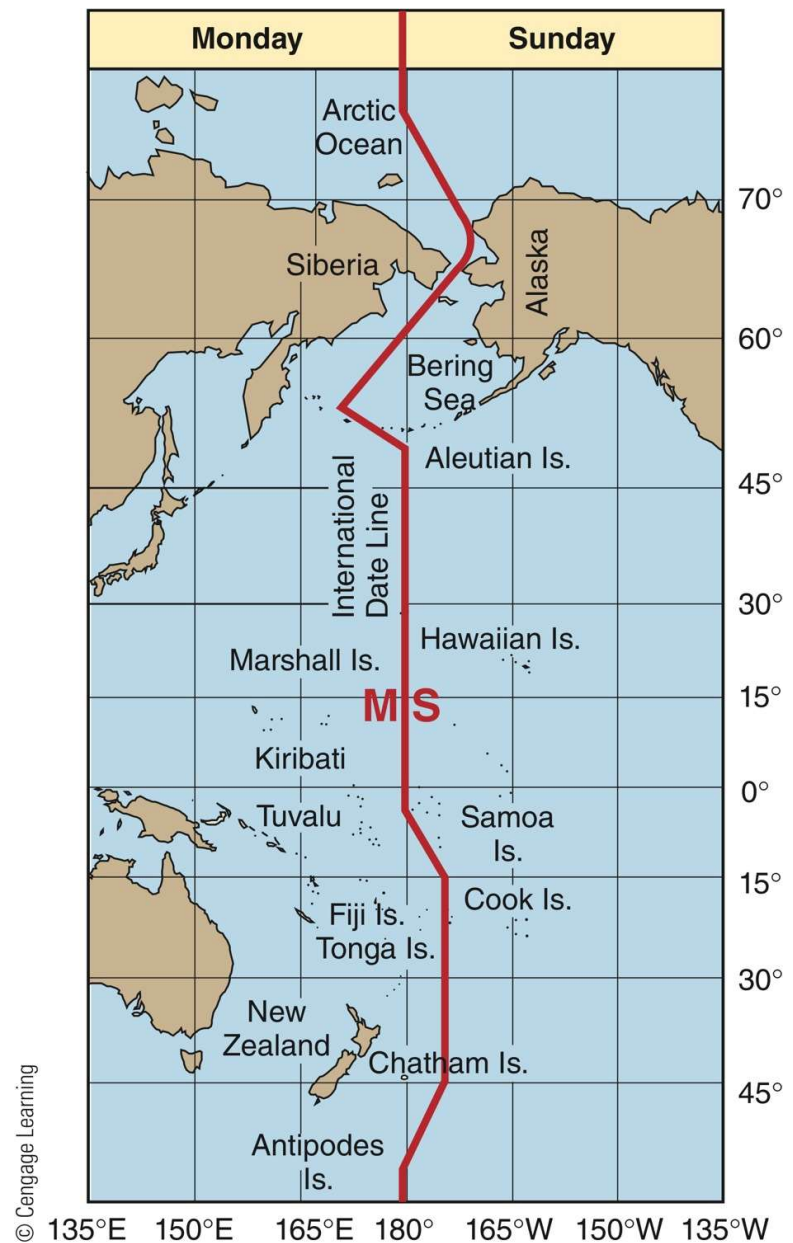 Monday
Sunday
Arctic
Ocean
70°
Siberia
Alaska
60°
Bering
Sea
Aleutian Is.
45°
International
Date Line
30°
Hawaiian Is.
Marshall Is.
15°
M S
Kiribati
0°
Tuvalu
Samoa
Is.
15°
Cook Is.
Fiji Is.
Tonga Is.
30°
New
Zealand
Chatham Is.
45°
Antipodes
Is.
© Cengage Learning
135°E 150°E 165°E 180° 165°W 150°W 135°W